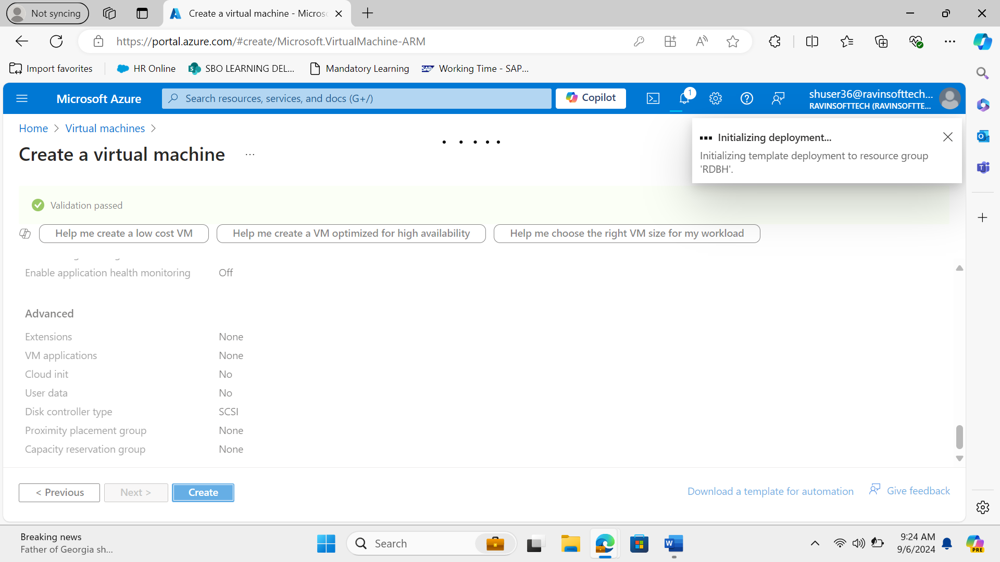 Not syncing
Create a virtual machine - Micros
https://portal.azure.com/#create/Microsoft.VirtualMachine-ARM
Import favorites
HR Online
SBO LEARNING DEL...
Mandatory Learning
Working Time - SAP...
Microsoft Azure
Search resources, services, and docs (G+/)
Copilot
1
shuser36@ravinsofttech...
RAVINSOFTTECH (RAVINSOFTTE...
Home > Virtual machines >
Create a virtual machine ...
Initializing deployment...
Initializing template deployment to resource group
'RDBH'.
Validation passed
Help me create a low cost VM
Help me create a VM optimized for high availability
Help me choose the right VM size for my workload
Enable application health monitoring Off
Advanced
Extensions None
VM applications None
Cloud init No
User data No
Disk controller type SCSI
Proximity placement group None
Capacity reservation group None
< Previous
Next >
Create
Download a template for automation
Give feedback
Breaking news
Father of Georgia sh...
Search
9:24 AM
9/6/2024
PRE